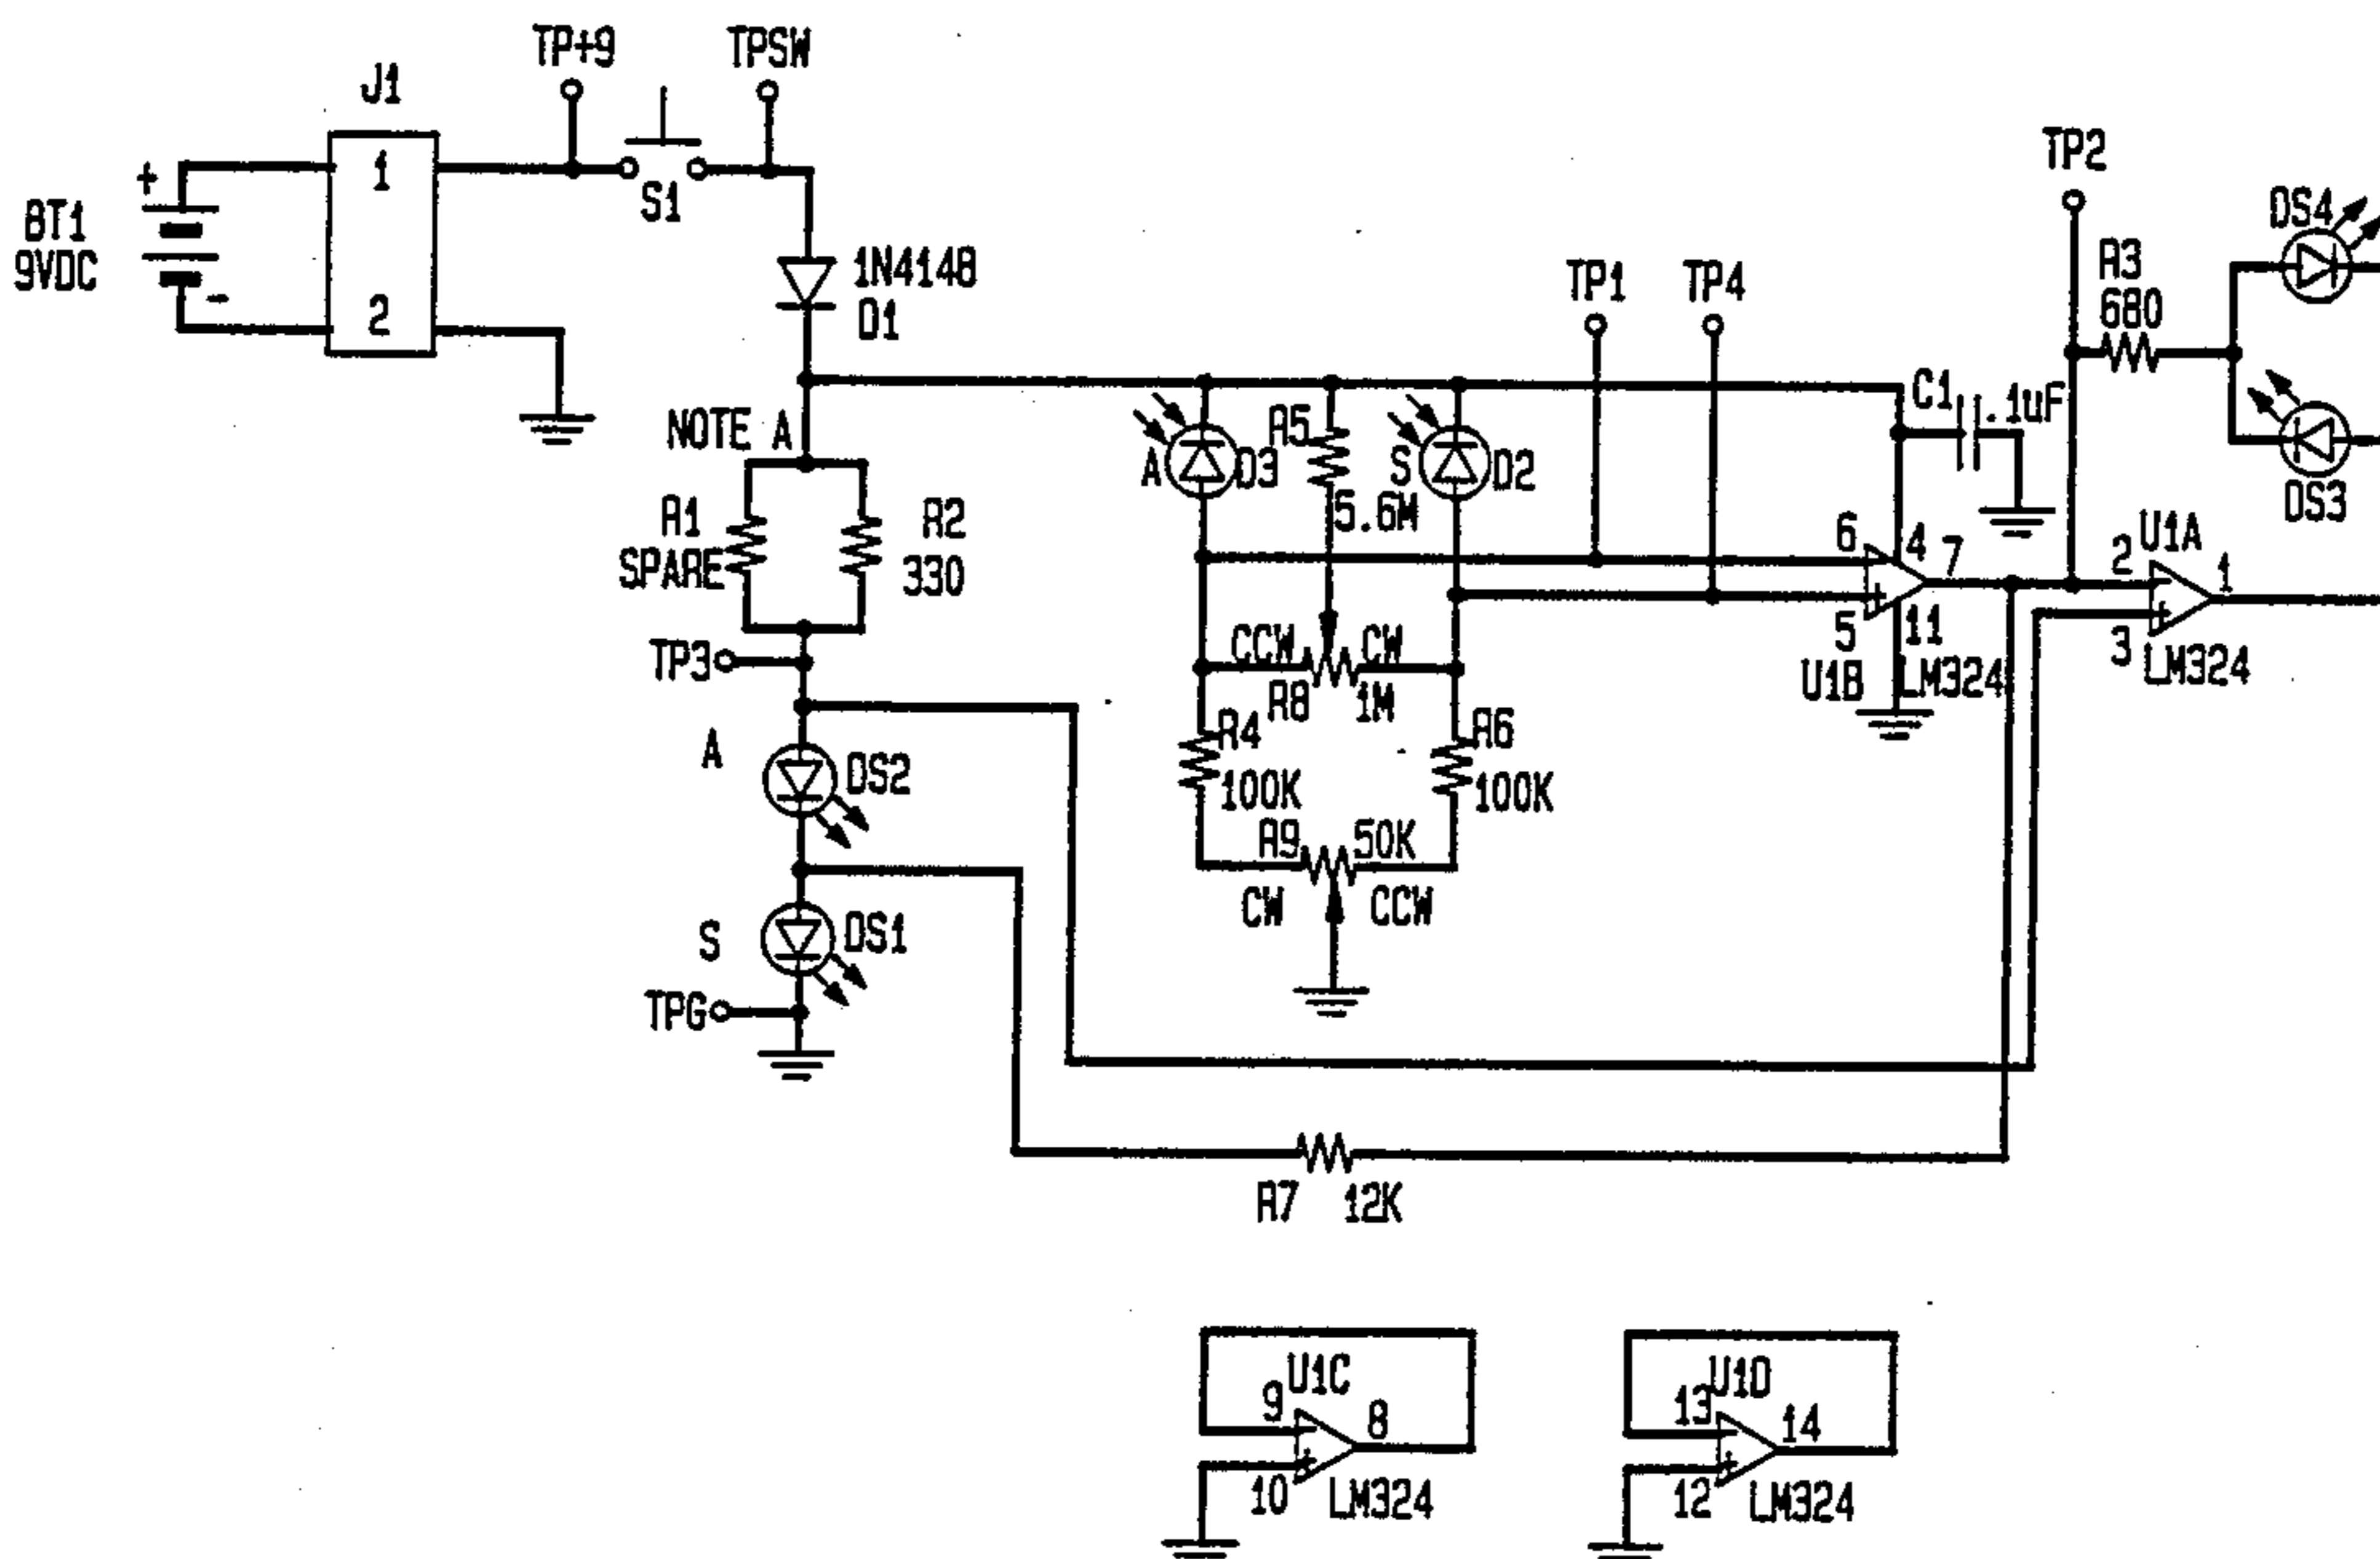 TP+9
TPSW
J1
1
2
+
-
BT1
9VDC
S1
1N4148
D1
NOTE A
R1
SPARE
R2
330
TP3
A
DS2
S
DS1
TPG
TP1
TP4
A
D3
R5
5.6M
S
D2
CCW
CW
R8
1M
R4
100K
R6
100K
R9
50K
CW
CCW
R7
12K
C1
.1uF
6
4
7
5
11
U1B
LM324
TP2
R3
680
DS4
DS3
U1A
2
1
3
LM324
U1C
9
8
10
LM324
U1D
13
14
12
LM324